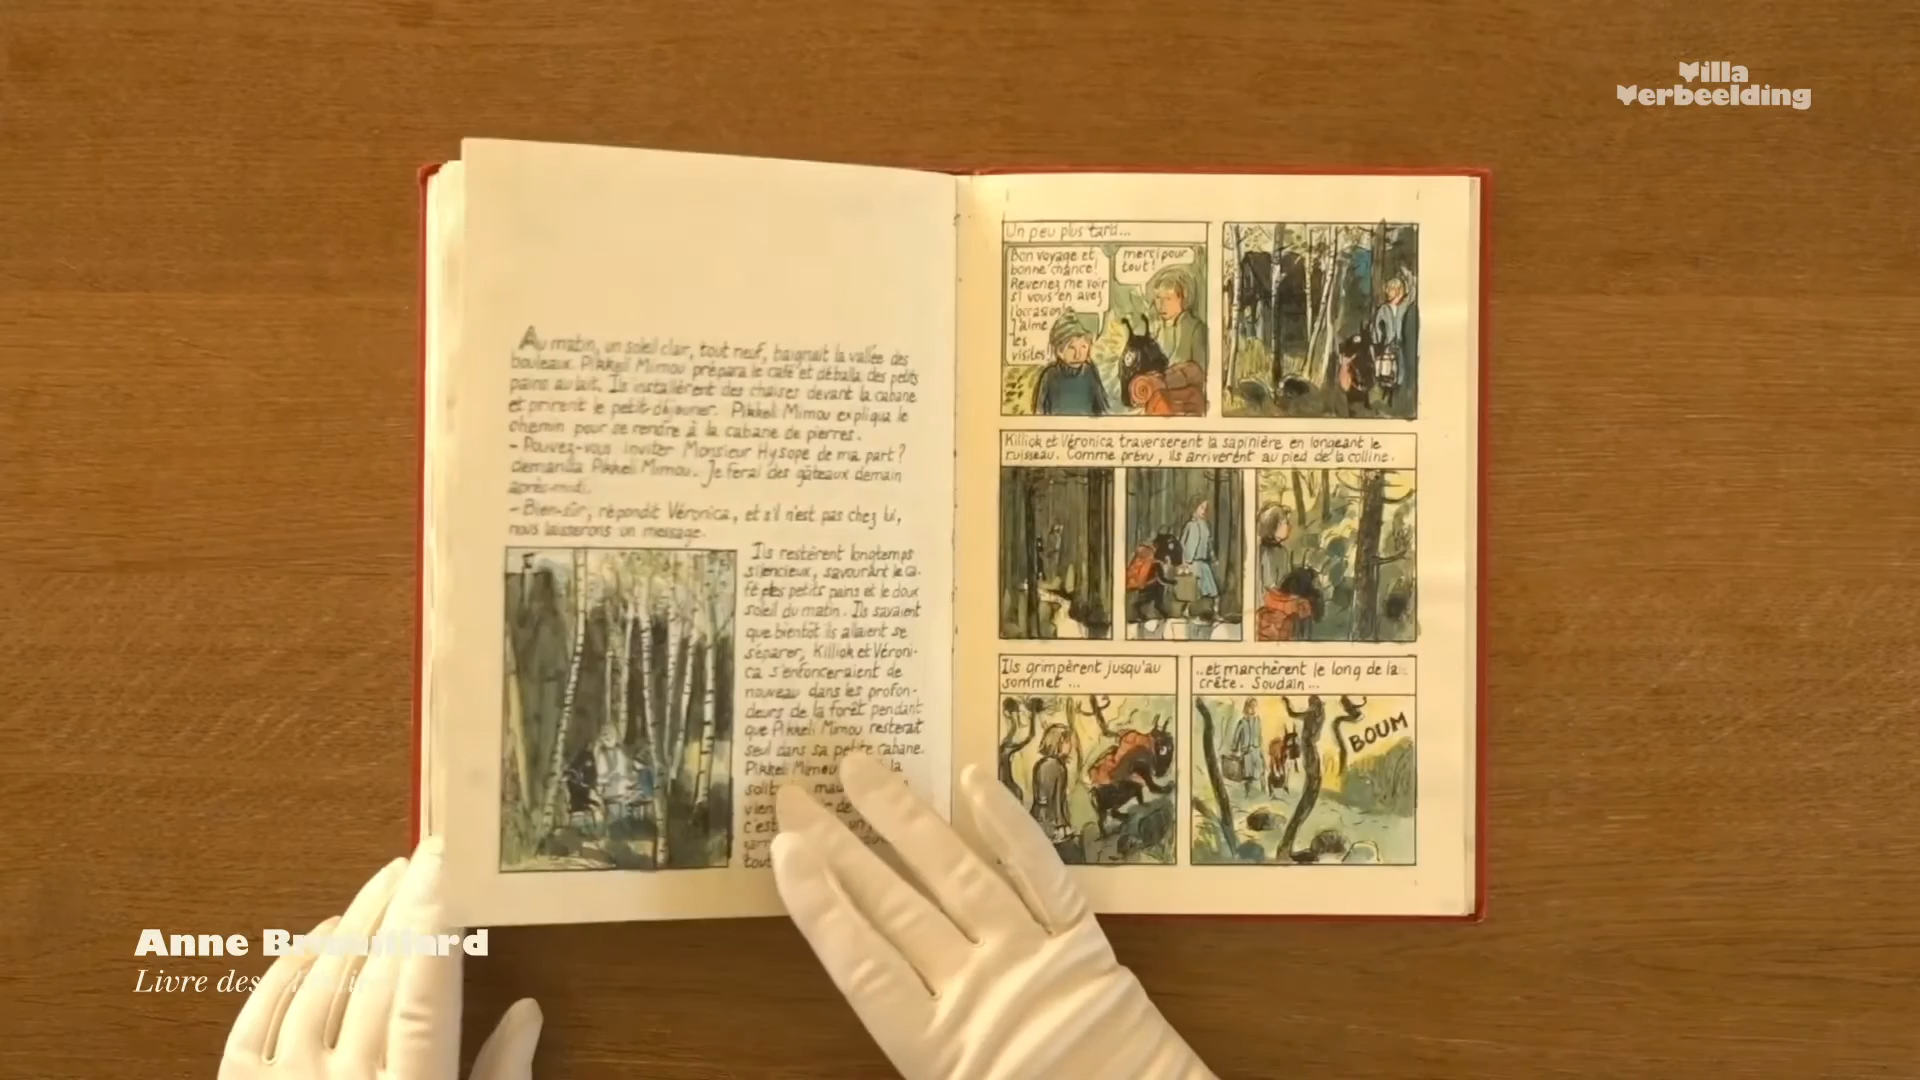 Villa
Verbeelding
Au matin, un soleil clair, tout neuf, baignait la vallée des
bouleaux. Pikkeli Mimou prépara le café et déballa des petits
pains au lait. Ils installèrent des chaises devant la cabane
et prirent le petit-déjeuner. Pikkeli Mimou expliqua le
chemin pour se rendre à la cabane de pierres.
- Pouvez-vous inviter Monsieur Hysope de ma part?
demanda Pikkeli Mimou. Je ferai des gâteaux demain
après-midi.
- Bien-sûr, répondit Véronica, et s'il n'est pas chez lui,
nous laisserons un message.
Ils restèrent longtemps
silencieux, savourant le ca-
fé des petits pains et le doux
soleil du matin. Ils savaient
que bientôt ils allaient se
séparer, Killiok et Véroni-
ca s'enfonceraient de
nouveau dans les profon-
deurs de la forêt pendant
que Pikkeli Mimou resterait
seul dans sa petite cabane.
Pikkeli Mimou la
c'est
tout
Un peu plus tard...
Bon voyage et
bonne chance!
Revenez me voir
si vous en avez
l'occasion!
J'aime
les
visites!
merci pour
tout!
Killiok et Véronica traversèrent la sapinière en longeant le
ruisseau. Comme prévu, ils arrivèrent au pied de la colline.
Ils grimpèrent jusqu'au
sommet ...
..et marchèrent le long de la
crête. Soudain...
BOUM
Anne Brouillard
Livre des